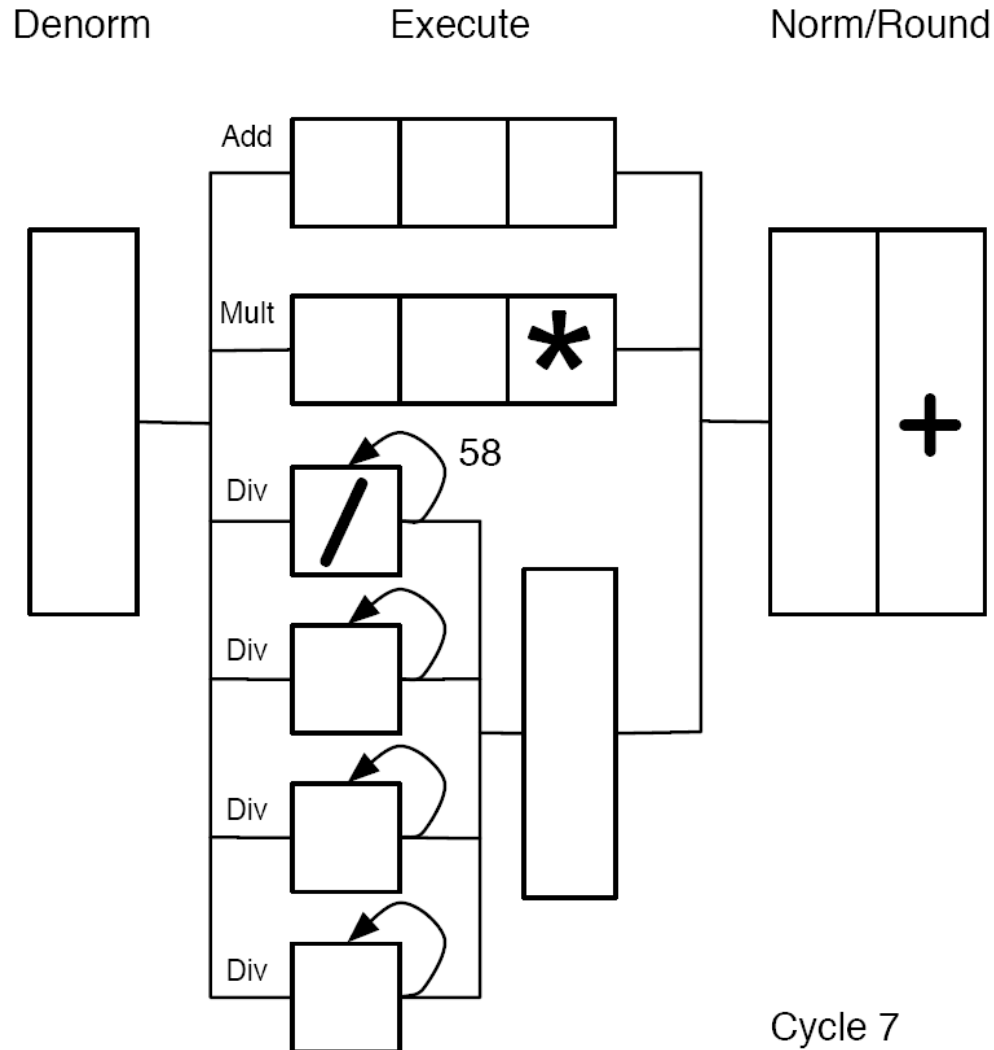 Denorm Execute Norm/Round
Add
Mult
*
+
Div
58
/
Div
Div
Div
Cycle 7